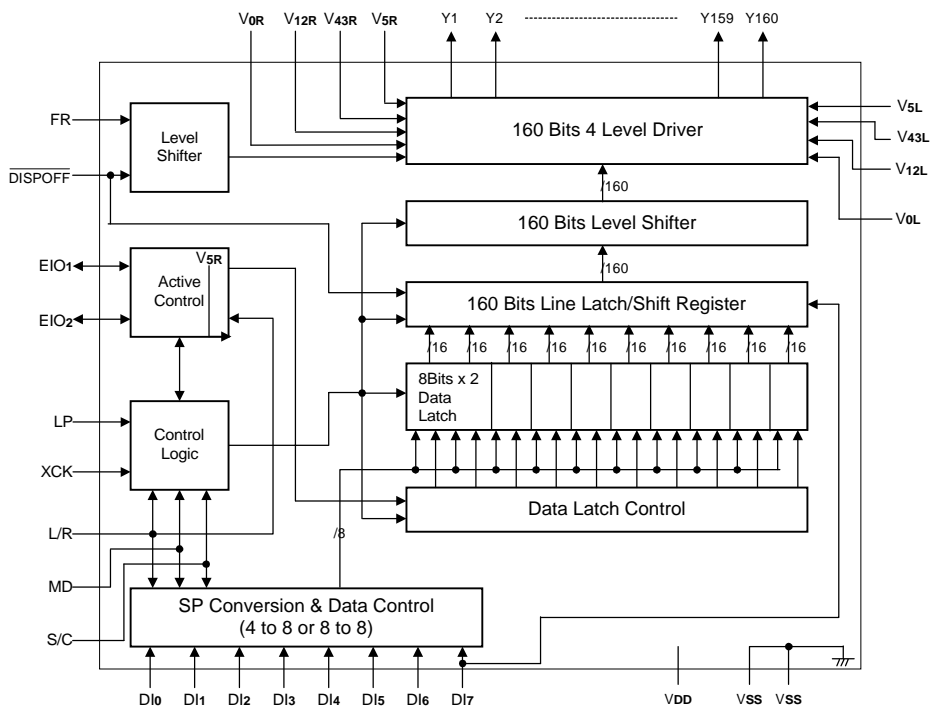 V0R V12R V43R V5R Y1 Y2 Y159 Y160
FR
DISPOFF
Level
Shifter
160 Bits 4 Level Driver
V5L
V43L
V12L
V0L
/160
160 Bits Level Shifter
/160
EIO1
EIO2
Active
Control
V5R
160 Bits Line Latch/Shift Register
/16 /16 /16 /16 /16 /16 /16 /16 /16 /16
8Bits x 2
Data
Latch
LP
XCK
Control
Logic
Data Latch Control
L/R
MD
S/C
/8
SP Conversion & Data Control
(4 to 8 or 8 to 8)
DI0 DI1 DI2 DI3 DI4 DI5 DI6 DI7 VDD VSS VSS